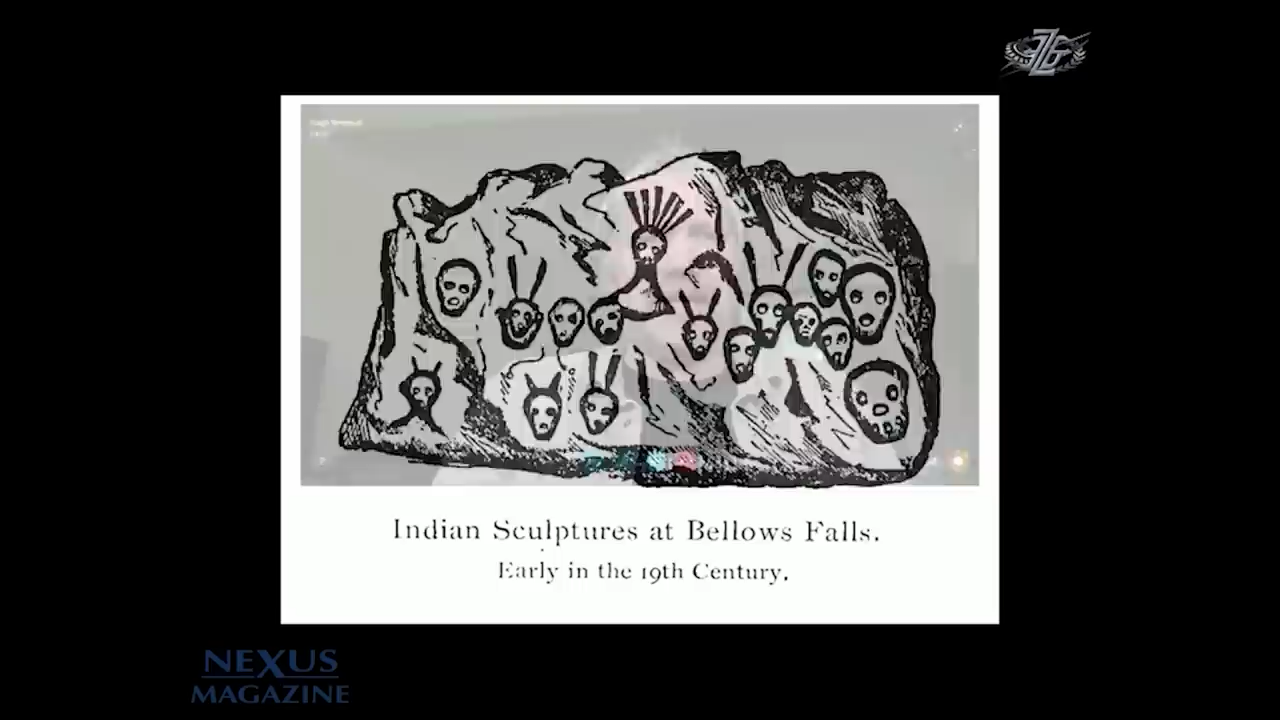 Indian Sculptures at Bellows Falls.
Early in the 19th Century.
NEXUS
MAGAZINE